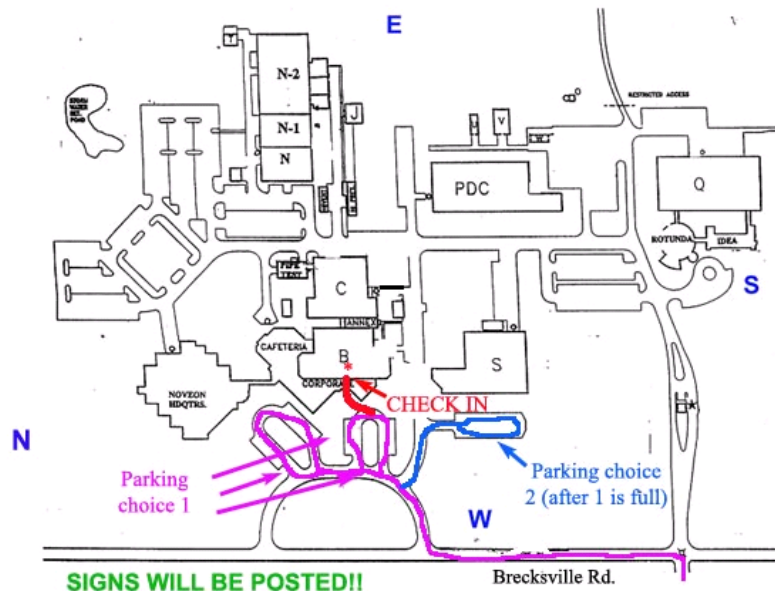 E
T
N-2
RESTRICTED ACCESS
J
V
N-1
N
PDC
Q
ROTUNDA
IDEA
S
C
ANNEX
CAFETERIA
B
*
S
CORPORATE
NOVEON
HDQTRS.
CHECK IN
N
Parking
choice 1
Parking choice
2 (after 1 is full)
W
Brecksville Rd.
SIGNS WILL BE POSTED!!